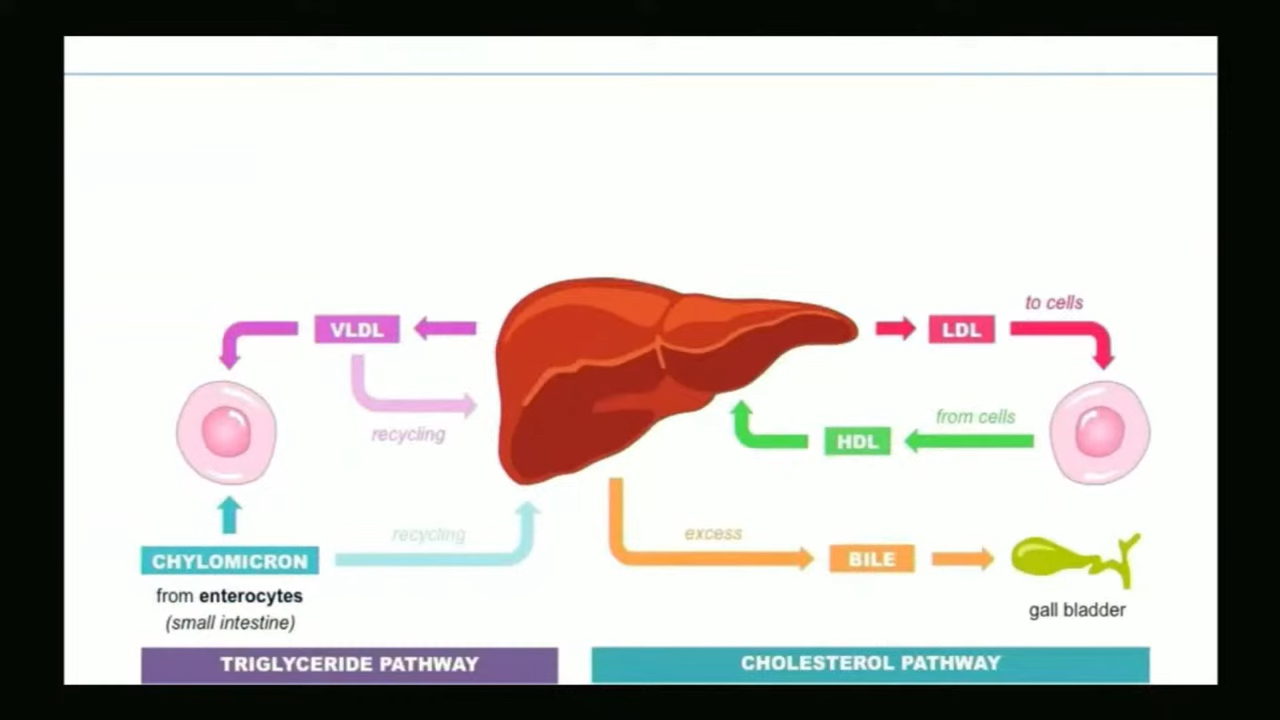 to cells
VLDL
LDL
from cells
recycling
HDL
recycling
excess
CHYLOMICRON
BILE
from enterocytes
(small intestine)
gall bladder
TRIGLYCERIDE PATHWAY
CHOLESTEROL PATHWAY